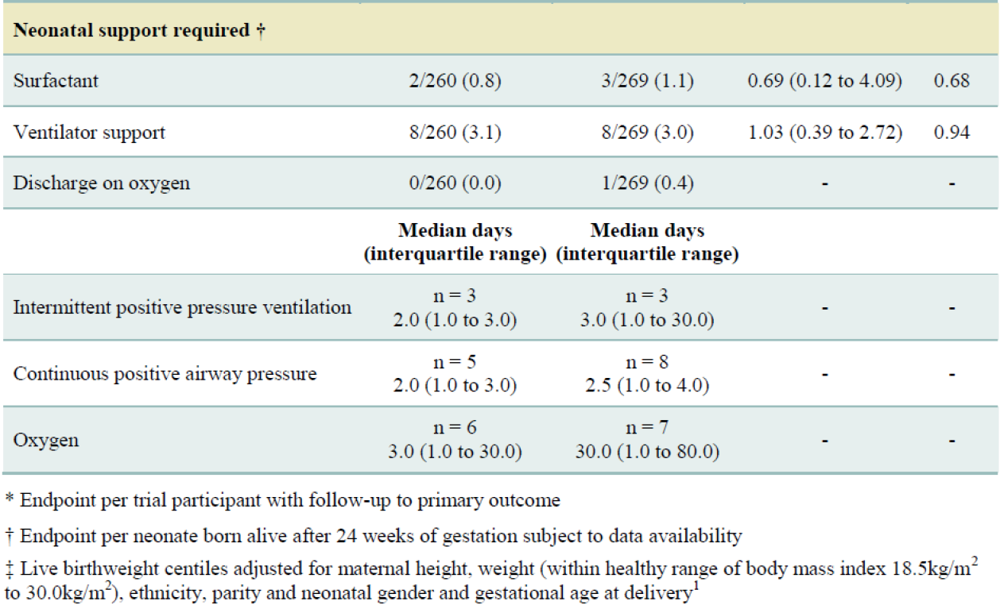 Neonatal support required †
Surfactant 2/260 (0.8) 3/269 (1.1) 0.69 (0.12 to 4.09) 0.68
Ventilator support 8/260 (3.1) 8/269 (3.0) 1.03 (0.39 to 2.72) 0.94
Discharge on oxygen 0/260 (0.0) 1/269 (0.4) - -
Median days Median days
(interquartile range) (interquartile range)
n = 3 n = 3
Intermittent positive pressure ventilation - -
2.0 (1.0 to 3.0) 3.0 (1.0 to 30.0)
n = 5 n = 8
Continuous positive airway pressure - -
2.0 (1.0 to 3.0) 2.5 (1.0 to 4.0)
n = 6 n = 7
Oxygen - -
3.0 (1.0 to 30.0) 30.0 (1.0 to 80.0)
* Endpoint per trial participant with follow-up to primary outcome
† Endpoint per neonate born alive after 24 weeks of gestation subject to data availability
‡ Live birthweight centiles adjusted for maternal height, weight (within healthy range of body mass index 18.5kg/m²
to 30.0kg/m²), ethnicity, parity and neonatal gender and gestational age at delivery¹